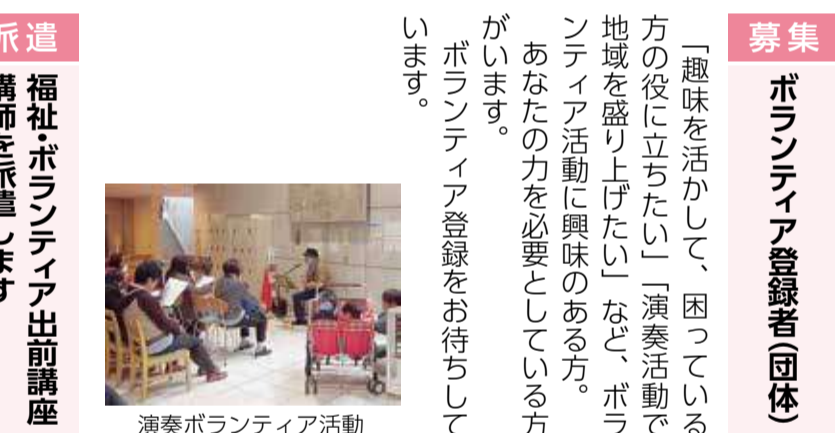 募集
ボランティア登録者(団体)
「趣味を活かして、困っている
方の役に立ちたい」「演奏活動で
地域を盛り上げたい」など、ボラ
ンティア活動に興味のある方。
あなたの力を必要としている方
がいます。
ボランティア登録をお待ちして
います。
演奏ボランティア活動
派遣
福祉・ボランティア出前講座
講師を派遣します